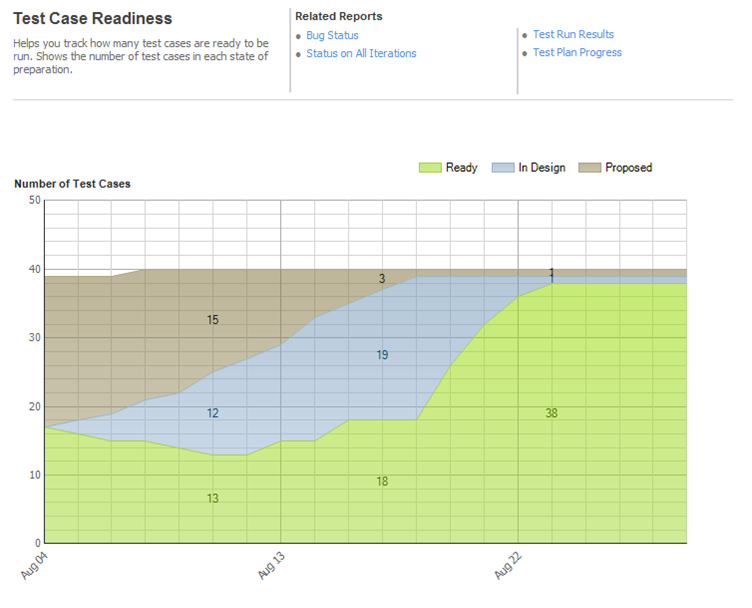 Test Case Readiness
Helps you track how many test cases are ready to be
run. Shows the number of test cases in each state of
preparation.
Related Reports
Bug Status
Status on All Iterations
Test Run Results
Test Plan Progress
Ready
In Design
Proposed
Number of Test Cases
50
40
30
20
10
0
15
12
13
3
19
18
1
1
38
Aug 04
Aug 13
Aug 22